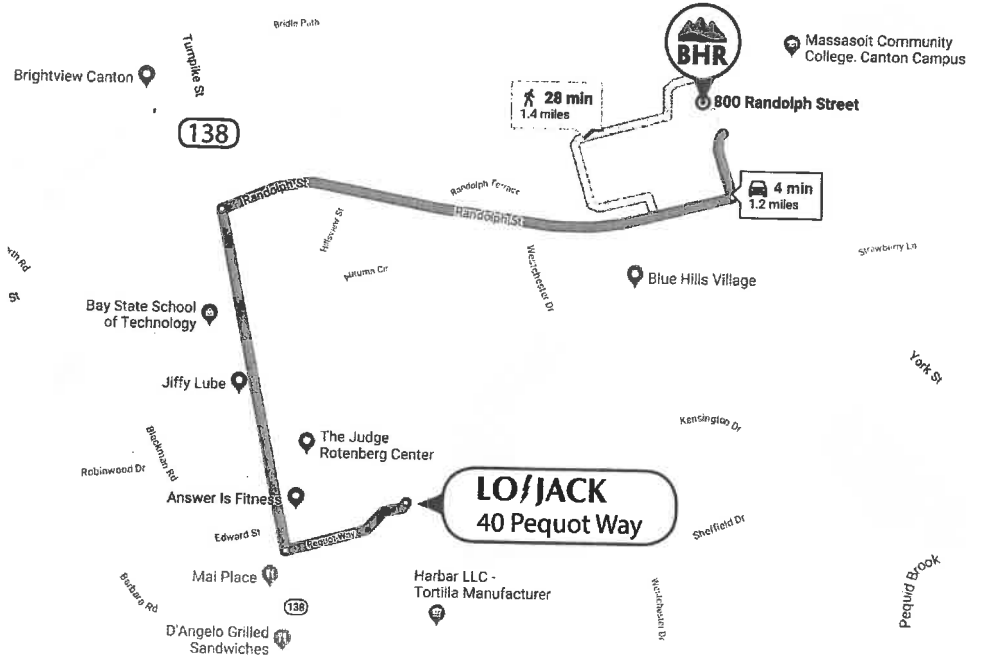 Bridle Path
Turnpike St
Brightview Canton
138
BHR
Massasoit Community
College. Canton Campus
28 min
1.4 miles
800 Randolph Street
4 min
1.2 miles
Randolph St
Randolph Terrace
Randolph St
Hillsview St
Autumn Cir
Westchester Dr
Strawberry Ln
Blue Hills Village
rth Rd
St
Bay State School
of Technology
Jiffy Lube
York St
Kensington Dr
The Judge
Rotenberg Center
Blackman Rd
Robinwood Dr
Answer Is Fitness
LO/JACK
40 Pequot Way
Edward St
Pequot Way
Sheffield Dr
Mai Place
Harbar LLC -
Tortilla Manufacturer
Barbara Rd
138
Westchester Dr
Pequid Brook
D'Angelo Grilled
Sandwiches